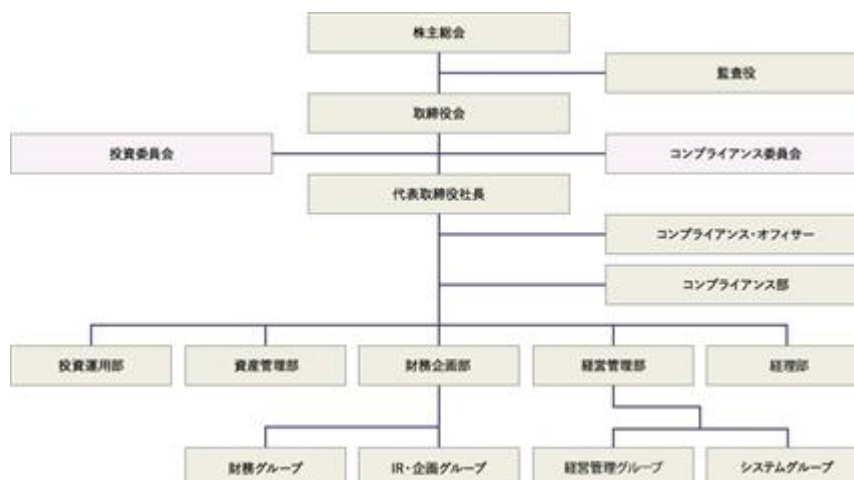 株主総会
監査役
取締役会
投資委員会
コンプライアンス委員会
代表取締役社長
コンプライアンス・オフィサー
コンプライアンス部
投資運用部
資産管理部
財務企画部
経営管理部
経理部
財務グループ
IR・企画グループ
経営管理グループ
システムグループ